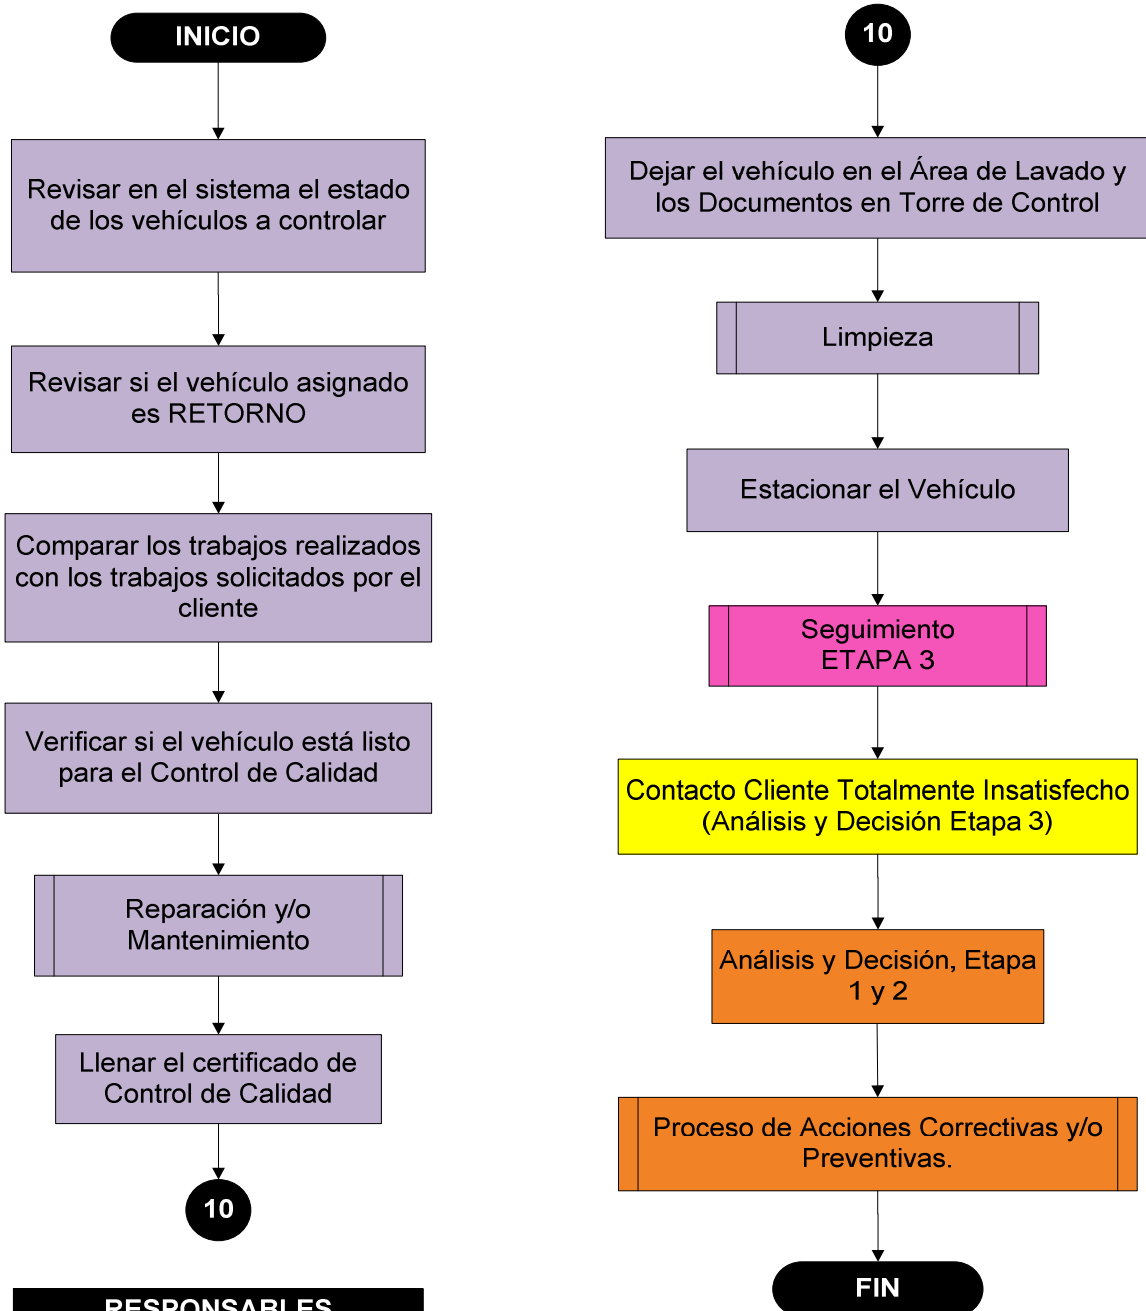 INICIO
Revisar en el sistema el estado
de los vehículos a controlar
Revisar si el vehículo asignado
es RETORNO
Comparar los trabajos realizados
con los trabajos solicitados por el
cliente
Verificar si el vehículo está listo
para el Control de Calidad
Reparación y/o
Mantenimiento
Llenar el certificado de
Control de Calidad
10
RESPONSABLES
10
Dejar el vehículo en el Área de Lavado y
los Documentos en Torre de Control
Limpieza
Estacionar el Vehículo
Seguimiento
ETAPA 3
Contacto Cliente Totalmente Insatisfecho
(Análisis y Decisión Etapa 3)
Análisis y Decisión, Etapa
1 y 2
Proceso de Acciones Correctivas y/o
Preventivas.
FIN